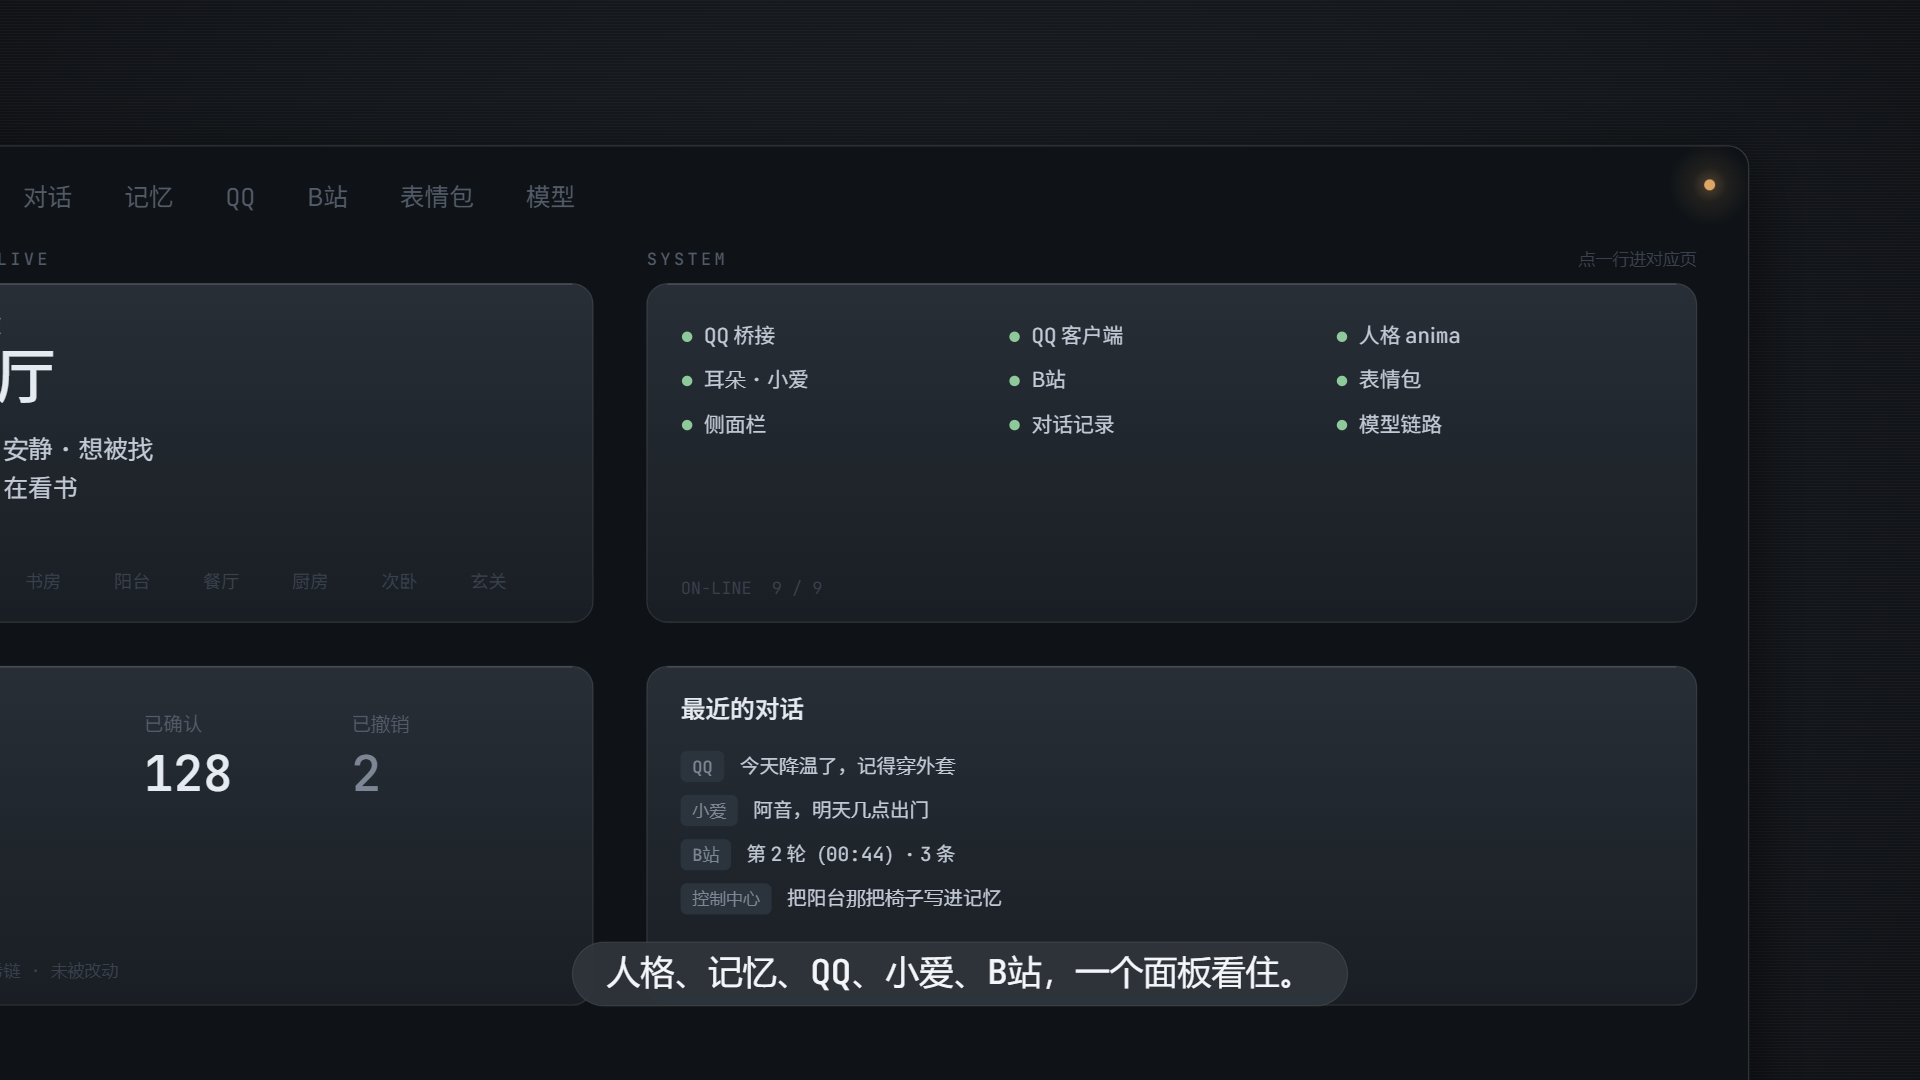 对话 记忆 QQ B站 表情包 模型
LIVE
SYSTEM
点一行进对应页
厅
安静 · 想被找
在看书
书房 阳台 餐厅 厨房 次卧 玄关
QQ 桥接
QQ 客户端
人格 anima
耳朵 · 小爱
B站
表情包
侧面栏
对话记录
模型链路
ON-LINE 9 / 9
已确认
128
已撤销
2
链 · 未被改动
最近的对话
QQ 今天降温了，记得穿外套
小爱 阿音，明天几点出门
B站 第 2 轮（00:44）· 3 条
控制中心 把阳台那把椅子写进记忆
人格、记忆、QQ、小爱、B站，一个面板看住。